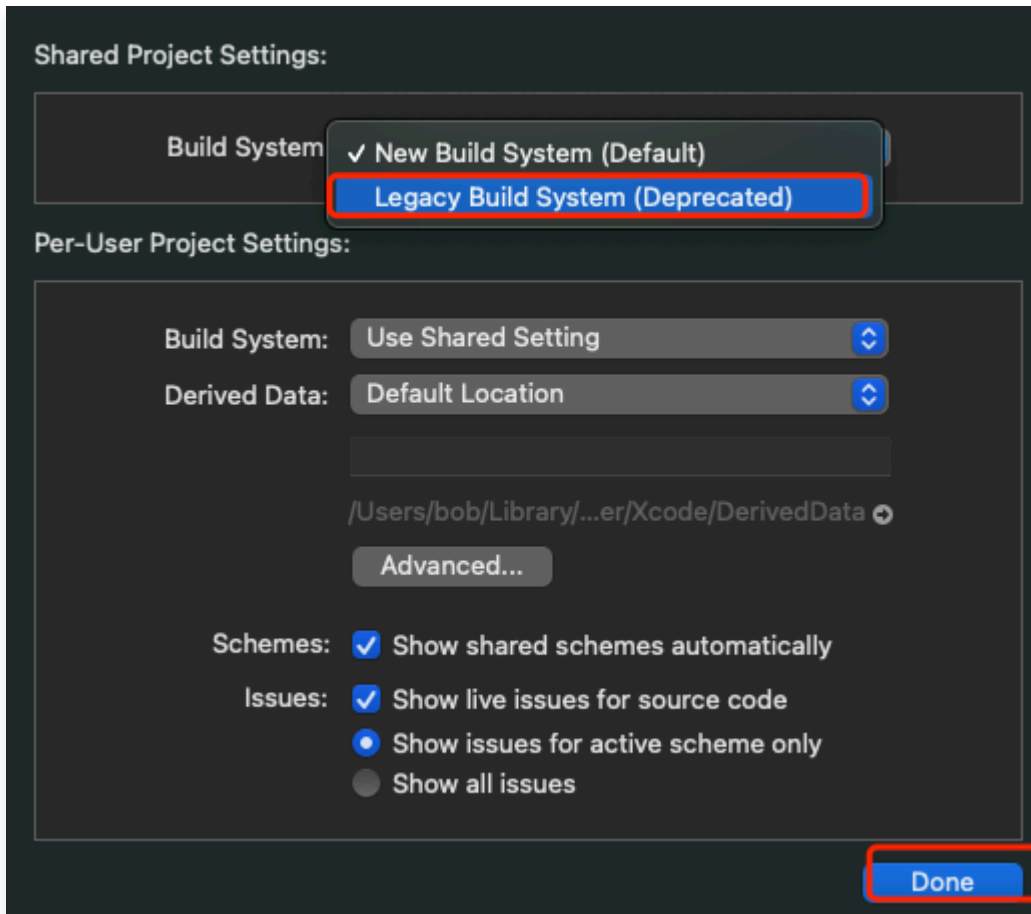 Shared Project Settings:
Build System
✓ New Build System (Default)
Legacy Build System (Deprecated)
Per-User Project Settings:
Build System: Use Shared Setting
Derived Data: Default Location
/Users/bob/Library/...er/Xcode/DerivedData
Advanced...
Schemes: Show shared schemes automatically
Issues: Show live issues for source code
Show issues for active scheme only
Show all issues
Done